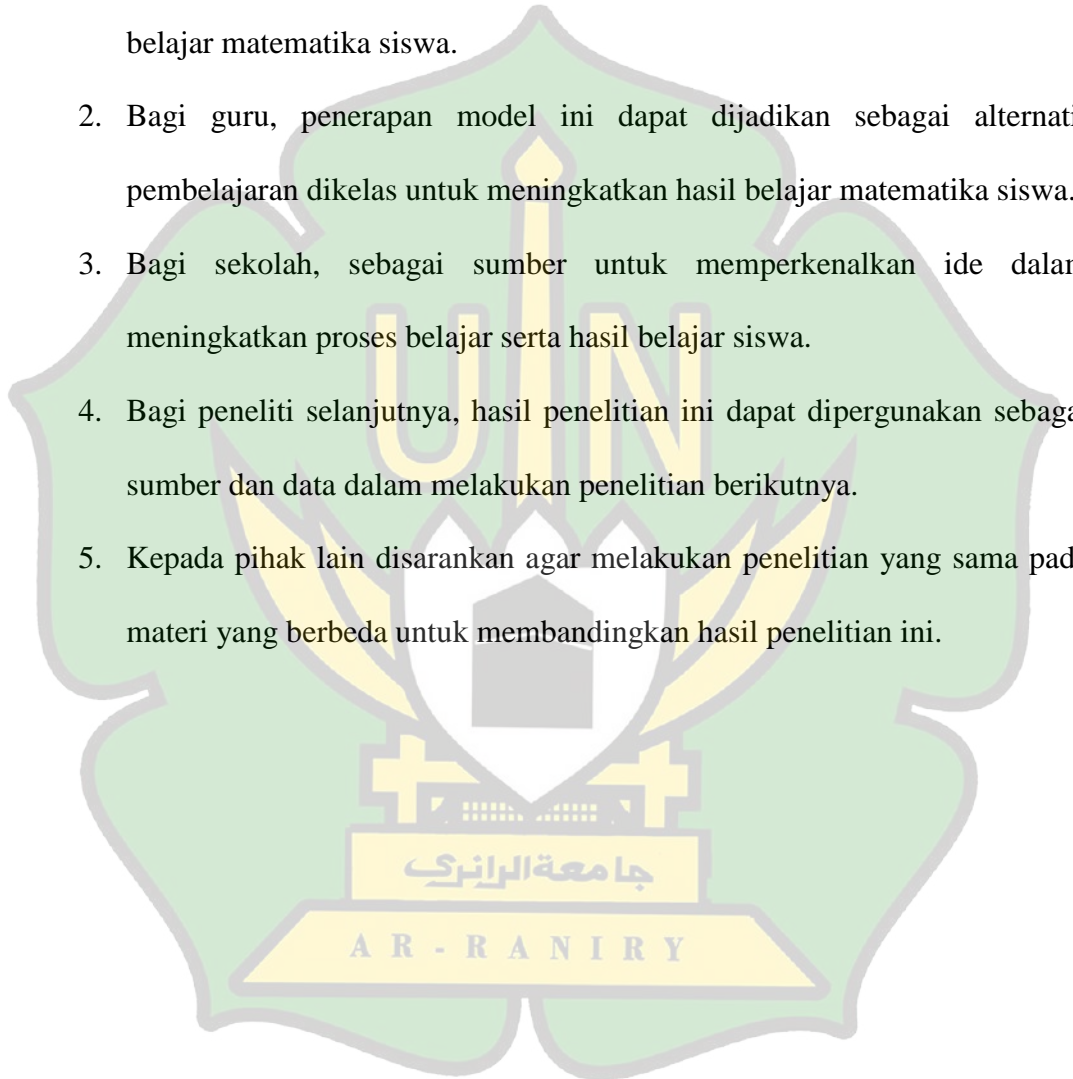 belajar matematika siswa.
2. Bagi guru, penerapan model ini dapat dijadikan sebagai alternati
pembelajaran dikelas untuk meningkatkan hasil belajar matematika siswa.
3. Bagi sekolah, sebagai sumber untuk memperkenalkan ide dalam
meningkatkan proses belajar serta hasil belajar siswa.
4. Bagi peneliti selanjutnya, hasil penelitian ini dapat dipergunakan sebaga
sumber dan data dalam melakukan penelitian berikutnya.
5. Kepada pihak lain disarankan agar melakukan penelitian yang sama pad
materi yang berbeda untuk membandingkan hasil penelitian ini.
UIN
جامعة الرانري
AR-RANIRY